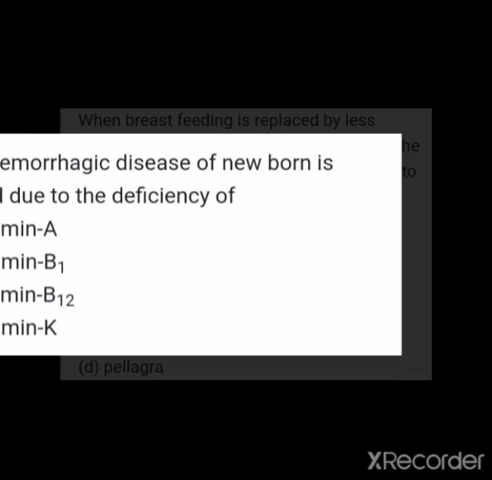 When breast feeding is replaced by less
he
to
emorrhagic disease of new born is
due to the deficiency of
min-A
min-B₁
min-B₁₂
min-K
(d) pellagra
XRecorder